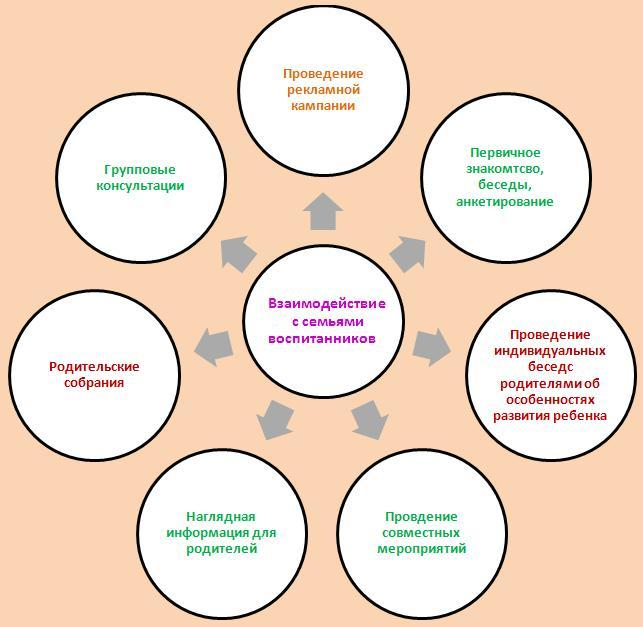 Проведение
рекламной
кампании
Групповые
консультации
Первичное
знакомтсво,
беседы,
анкетирование
Взаимодействие
с семьями
воспитанников
Родительские
собрания
Проведение
индивидуальных
беседс
родителями об
особенностях
развития ребенка
Наглядная
информация для
родителей
Провдение
совместных
мероприятий